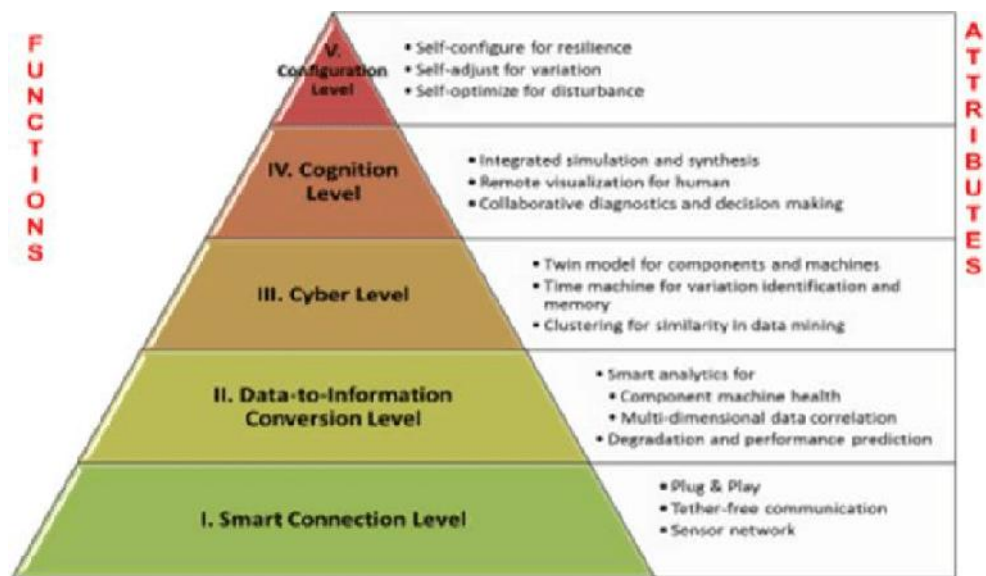 FUNCTIONS
ATTRIBUTES
V.
Configuration
Level
• Self-configure for resilience
• Self-adjust for variation
• Self-optimize for disturbance
IV. Cognition
Level
• Integrated simulation and synthesis
• Remote visualization for human
• Collaborative diagnostics and decision making
III. Cyber Level
• Twin model for components and machines
• Time machine for variation identification and
memory
• Clustering for similarity in data mining
II. Data-to-Information
Conversion Level
• Smart analytics for
• Component machine health
• Multi-dimensional data correlation
• Degradation and performance prediction
I. Smart Connection Level
• Plug & Play
• Tether-free communication
• Sensor network